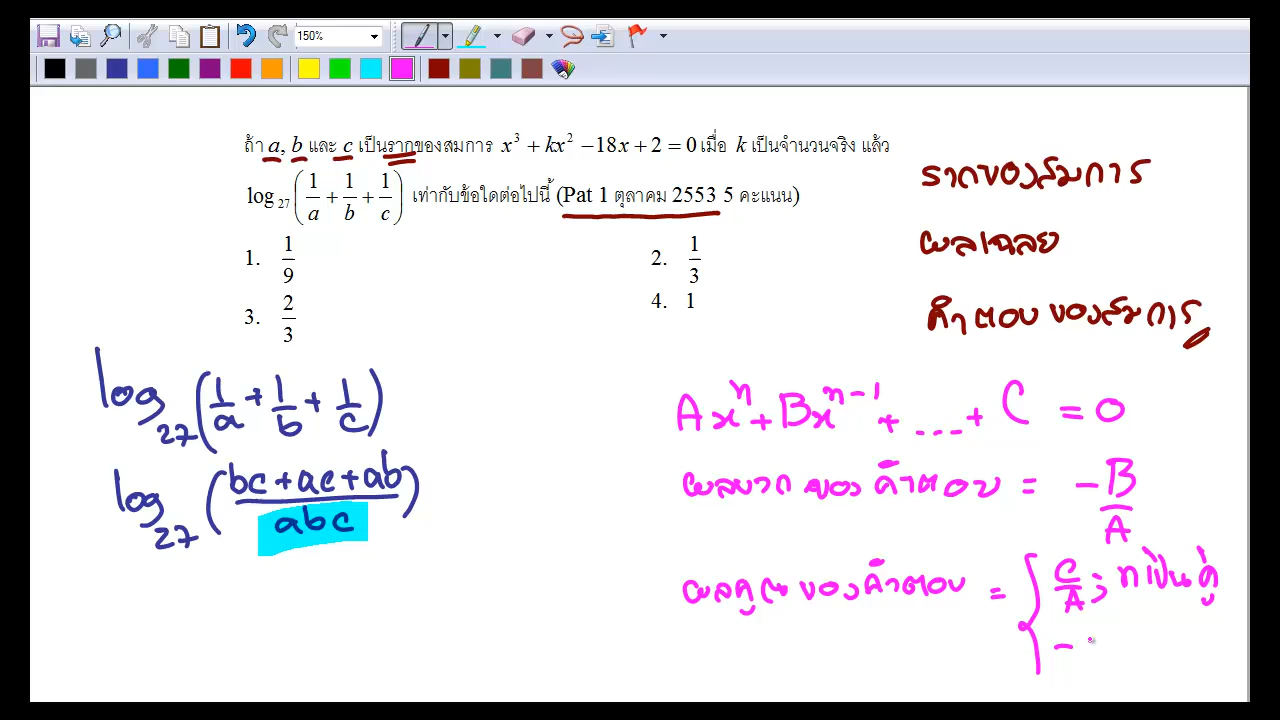 150%
ถ้า a, b และ c เป็นรากของสมการ x³ + kx² − 18x + 2 = 0 เมื่อ k เป็นจำนวนจริง แล้ว
log₂₇(1/a + 1/b + 1/c) เท่ากับข้อใดต่อไปนี้ (Pat 1 ตุลาคม 2553 5 คะแนน)
1. 1/9 2. 1/3
3. 2/3 4. 1
รากของสมการ
ผลเฉลย
คำตอบของสมการ
log₂₇(1/a + 1/b + 1/c)
log₂₇((bc+ac+ab)/abc)
Axⁿ + Bxⁿ⁻¹ + ... + C = 0
ผลบวกของคำตอบ = −B/A
ผลคูณของคำตอบ = { C/A ; n เป็นคู่
−